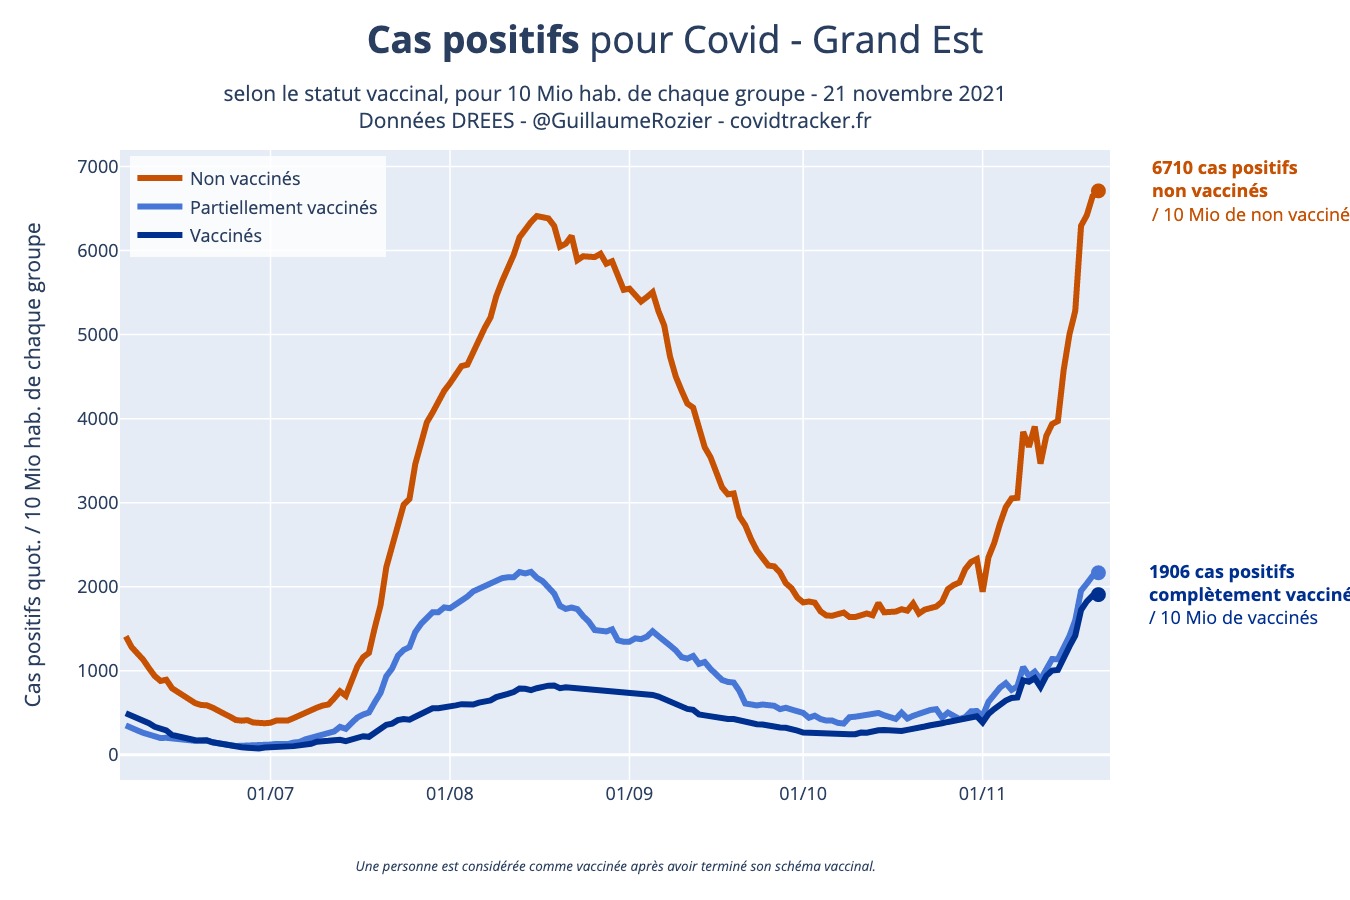 Cas positifs pour Covid - Grand Est
selon le statut vaccinal, pour 10 Mio hab. de chaque groupe - 21 novembre 2021
Données DREES - @GuillaumeRozier - covidtracker.fr
Cas positifs quot. / 10 Mio hab. de chaque groupe
7000
6000
5000
4000
3000
2000
1000
0
Non vaccinés
Partiellement vaccinés
Vaccinés
6710 cas positifs
non vaccinés
/ 10 Mio de non vacciné
1906 cas positifs
complètement vacciné
/ 10 Mio de vaccinés
01/07
01/08
01/09
01/10
01/11
Une personne est considérée comme vaccinée après avoir terminé son schéma vaccinal.